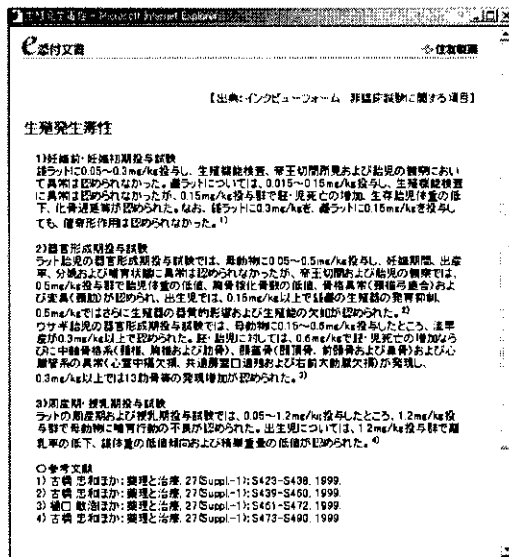 生殖発生毒性 - Microsoft Internet Explorer
e添付文書
住友製薬
【出典:インタビューフォーム 非臨床試験に関する項目】
生殖発生毒性
1)妊娠前・妊娠初期投与試験
雄ラットに0.05～0.3mg/kg投与し、生殖機能検査、帝王切開所見および胎児の観察におい
て異常は認められなかった。雌ラットについては、0.015～0.15mg/kg投与し、生殖機能検査
に異常は認められなかったが、0.15mg/kg投与群で胚・児死亡の増加、生存胎児体重の低
下、化骨遅延等が認められた。なお、雄ラットに0.3mg/kgを、雌ラットに0.15mg/kgを投与し
ても、催奇形作用は認められなかった。1)
2)器官形成期投与試験
ラット胎児の器官形成期投与試験では、母動物に0.05～0.5mg/kg投与し、妊娠期間、出産
率、分娩および哺育状態に異常は認められなかったが、帝王切開および胎児の観察では、
0.5mg/kg投与群で胎児体重の低値、胸骨核化骨数の低値、骨格異常(頸椎弓癒合)およ
び変異(頸肋)が認められ、出生児では、0.15mg/kg以上で雌雄の生殖器の発育抑制、
0.5mg/kgではさらに生殖器の器質的影響および生殖能の欠如が認められた。2)
ウサギ胎児の器官形成期投与試験では、母動物に0.15～0.6mg/kg投与したところ、流早
産が0.3mg/kg以上で認められた。胚・胎児に対しては、0.6mg/kgで胚・児死亡の増加なら
びに中軸骨格系(頸椎、胸椎および肋骨)、頭蓋骨(頭頂骨、前頭骨および鼻骨)および心
脈管系の異常(心室中隔欠損、共通房室口遺残および右前大動脈欠損)が発現し、
0.3mg/kg以上では13肋骨等の発現増加が認められた。3)
3)周産期・授乳期投与試験
ラットの周産期および授乳期投与試験では、0.05～1.2mg/kg投与したところ、1.2mg/kg投
与群で母動物に哺育行動の不良が認められた。出生児については、1.2mg/kg投与群で離
乳率の低下、雄体重の低値傾向および精巣重量の低値が認められた。4)
○参考文献
1) 古橋 忠和ほか: 薬理と治療, 27(Suppl.-1): S423-S438, 1999.
2) 古橋 忠和ほか: 薬理と治療, 27(Suppl.-1): S439-S460, 1999.
3) 樋口 敏浩ほか: 薬理と治療, 27(Suppl.-1): S461-S472, 1999.
4) 古橋 忠和ほか: 薬理と治療, 27(Suppl.-1): S473-S490, 1999.